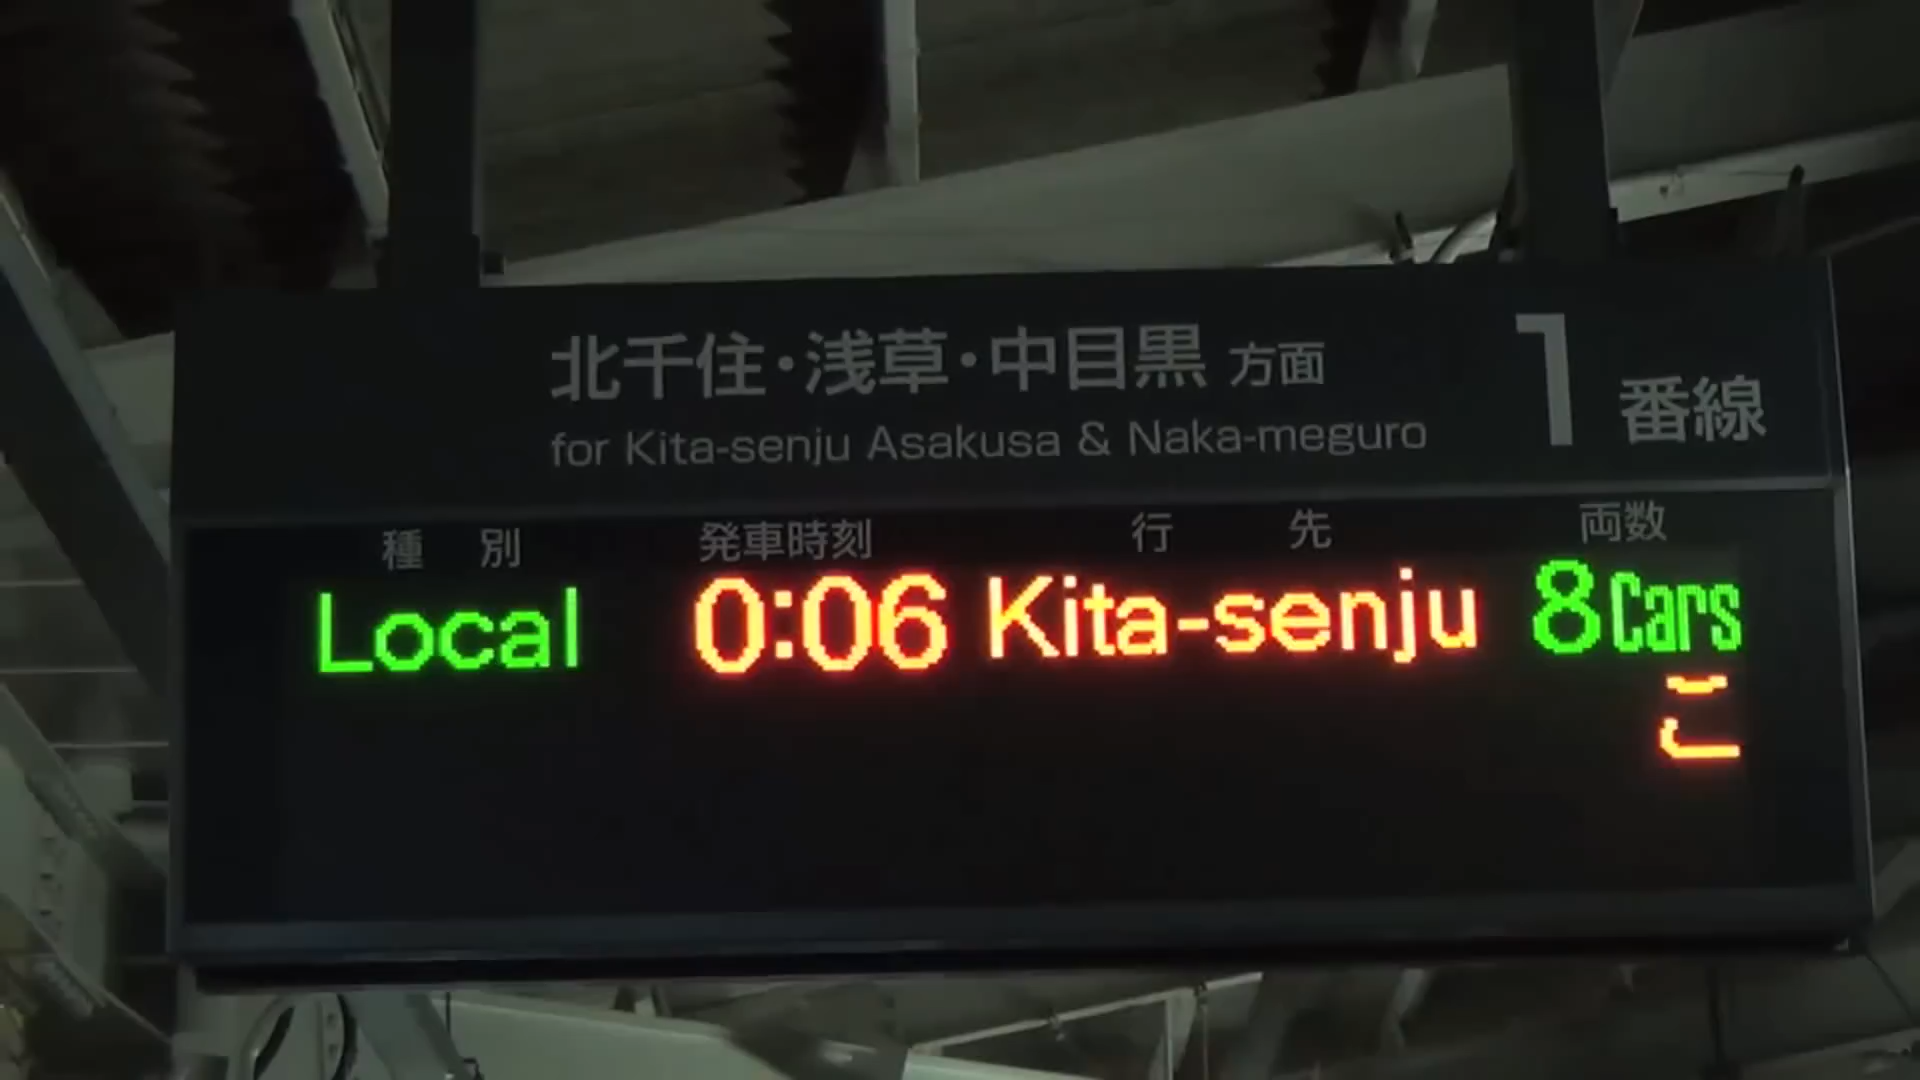 北千住・浅草・中目黒 方面
for Kita-senju Asakusa & Naka-meguro
1番線
種別 発車時刻 行先 両数
Local 0:06 Kita-senju 8Cars
こ